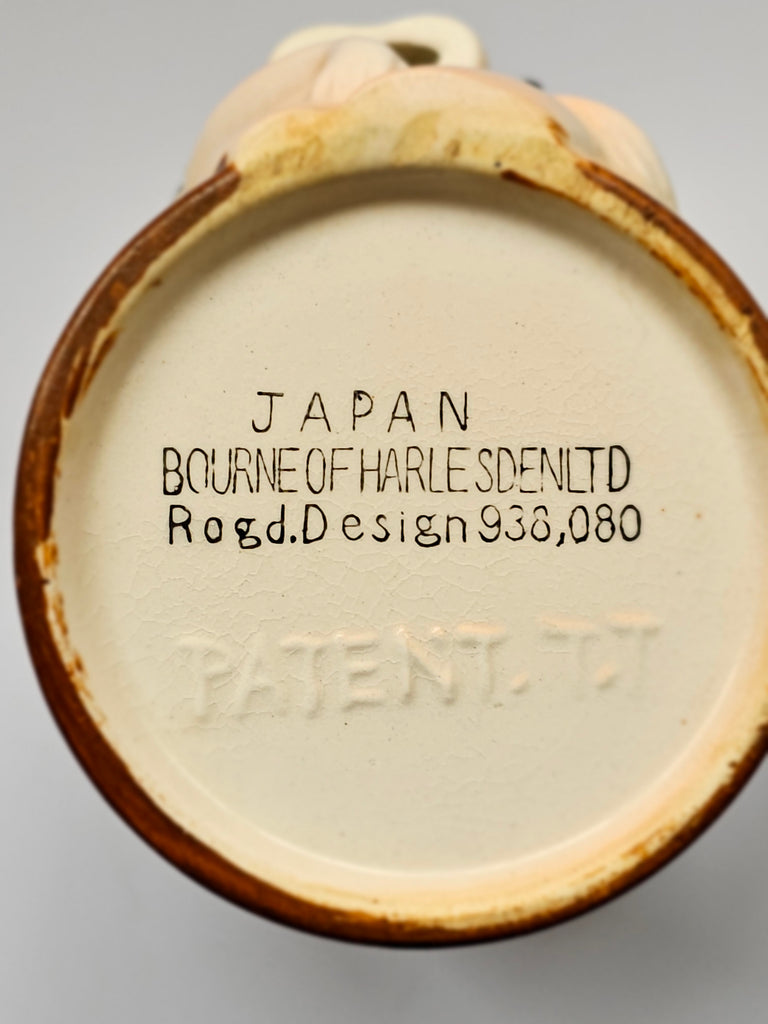 JAPAN
BOURNE OF HARLESDEN LTD
Rogd. Design 938,080
PATENT. T.T